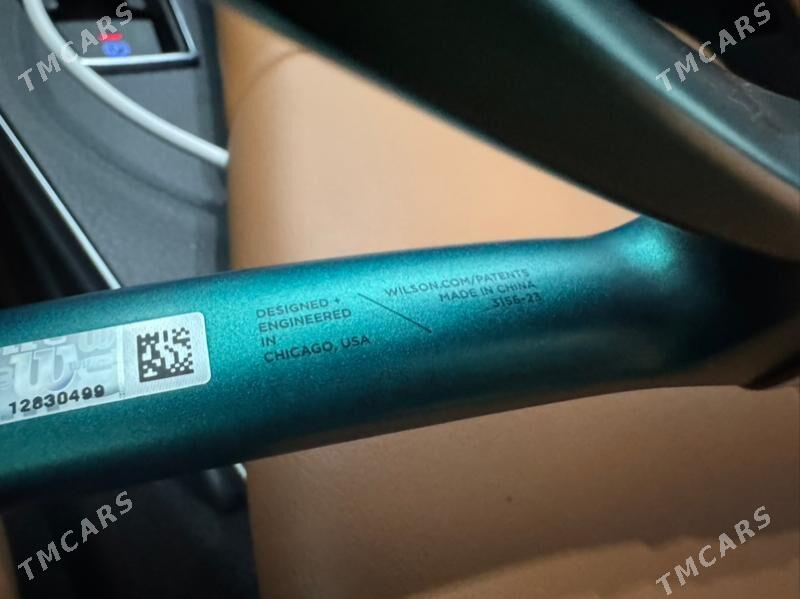 TMCARS
TMCARS
W
12830499
DESIGNED +
ENGINEERED
IN
CHICAGO, USA
WILSON.COM/PATENTS
MADE IN CHINA
3156-23
TMCARS
TMCARS